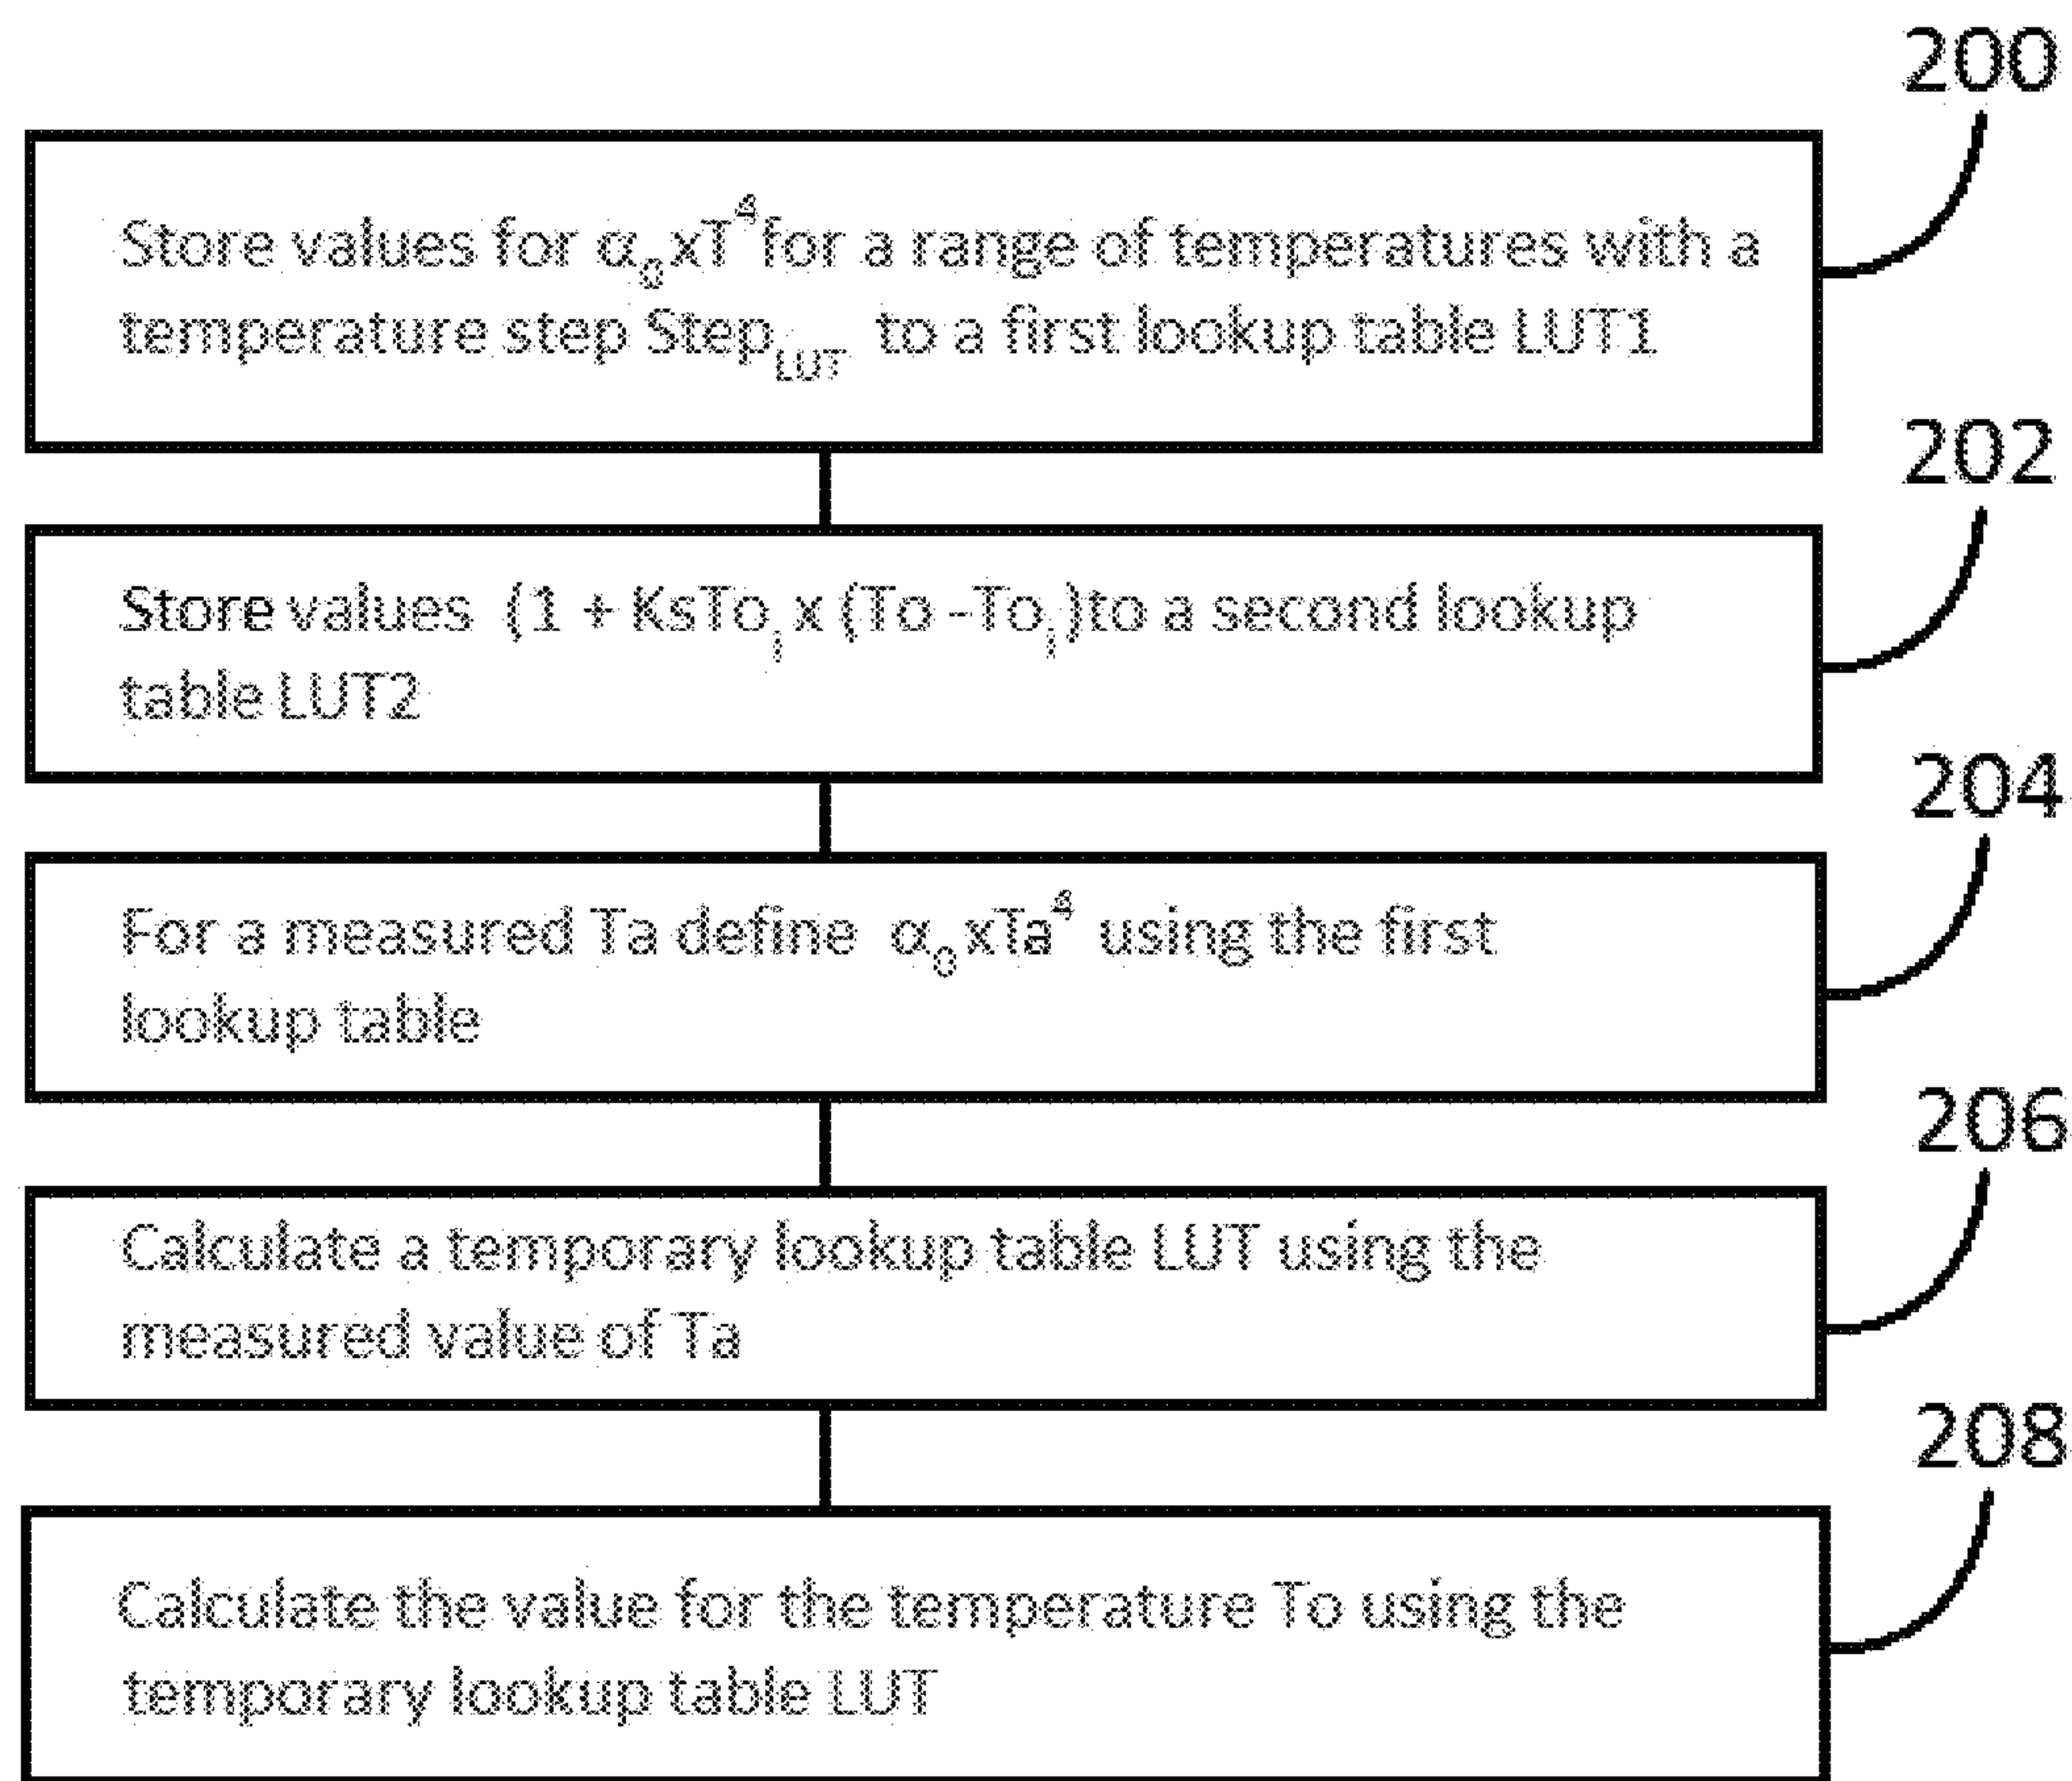 200
Store values for α₀xT⁴for a range of temperatures with a
temperature step Step_LUT to a first lookup table LUT1
202
Store values (1 + KsToᵢ x (To -Toᵢ)to a second lookup
table LUT2
204
For a measured Ta define α₀xTa⁴ using the first
lookup table
206
Calculate a temporary lookup table LUT using the
measured value of Ta
208
Calculate the value for the temperature To using the
temporary lookup table LUT